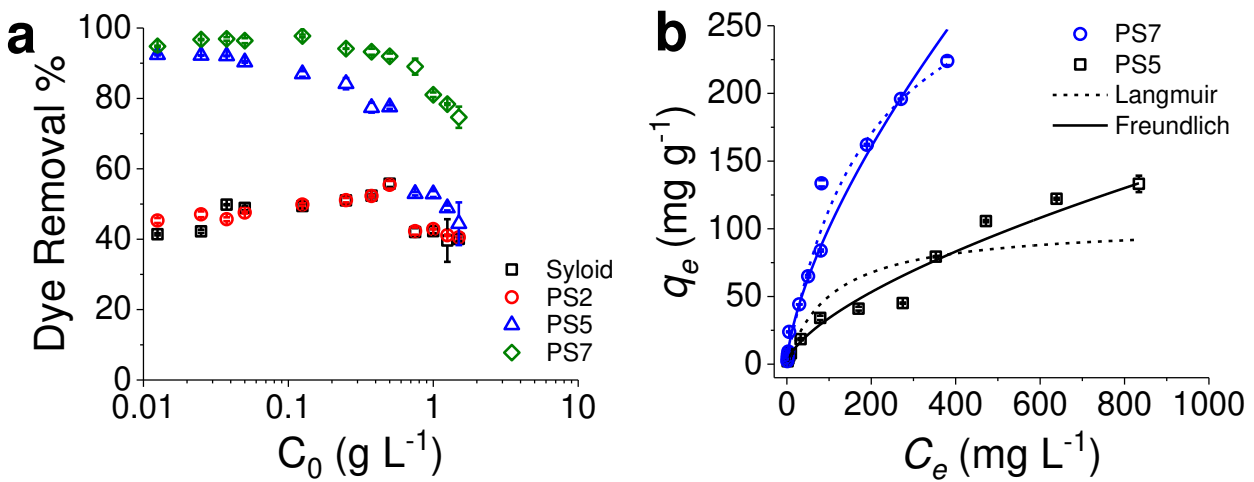 a
Dye Removal %
100
80
60
40
20
0
0.01
0.1
1
10
C₀ (g L⁻¹)
Syloid
PS2
PS5
PS7
b
qₑ (mg g⁻¹)
250
200
150
100
50
0
0
200
400
600
800
1000
Cₑ (mg L⁻¹)
PS7
PS5
Langmuir
Freundlich